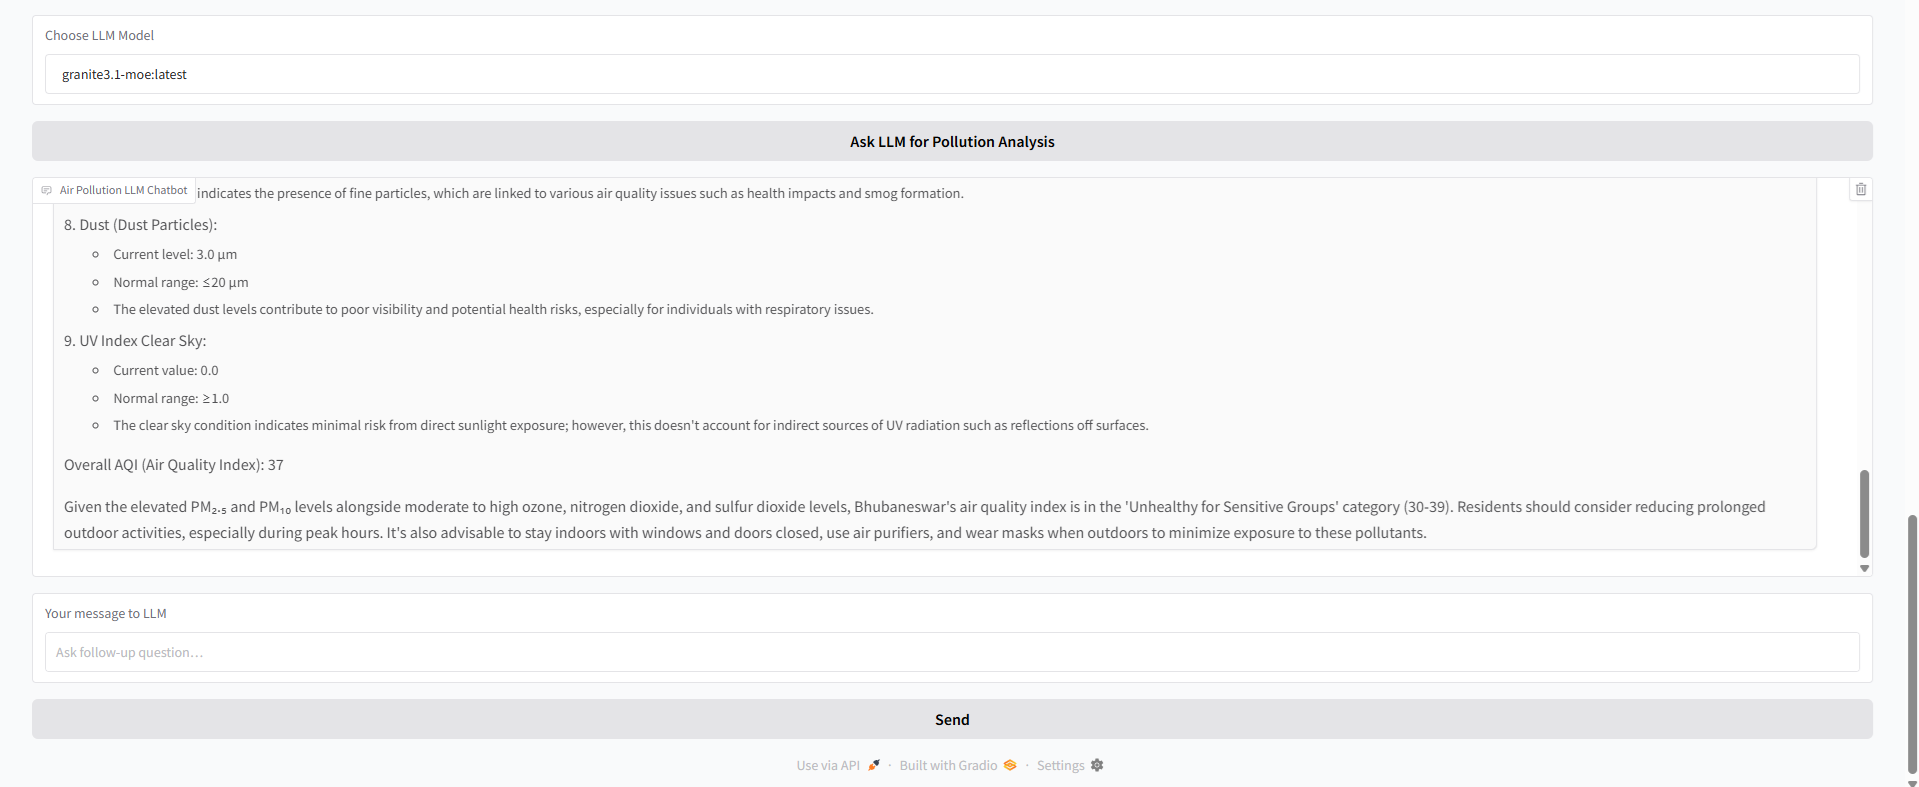 Choose LLM Model
granite3.1-moe:latest
Ask LLM for Pollution Analysis
Air Pollution LLM Chatbot
indicates the presence of fine particles, which are linked to various air quality issues such as health impacts and smog formation.
8. Dust (Dust Particles):
Current level: 3.0 μm
Normal range: ≤20 μm
The elevated dust levels contribute to poor visibility and potential health risks, especially for individuals with respiratory issues.
9. UV Index Clear Sky:
Current value: 0.0
Normal range: ≥1.0
The clear sky condition indicates minimal risk from direct sunlight exposure; however, this doesn't account for indirect sources of UV radiation such as reflections off surfaces.
Overall AQI (Air Quality Index): 37
Given the elevated PM₂.₅ and PM₁₀ levels alongside moderate to high ozone, nitrogen dioxide, and sulfur dioxide levels, Bhubaneswar's air quality index is in the 'Unhealthy for Sensitive Groups' category (30-39). Residents should consider reducing prolonged
outdoor activities, especially during peak hours. It's also advisable to stay indoors with windows and doors closed, use air purifiers, and wear masks when outdoors to minimize exposure to these pollutants.
Your message to LLM
Ask follow-up question...
Send
Use via API · Built with Gradio · Settings